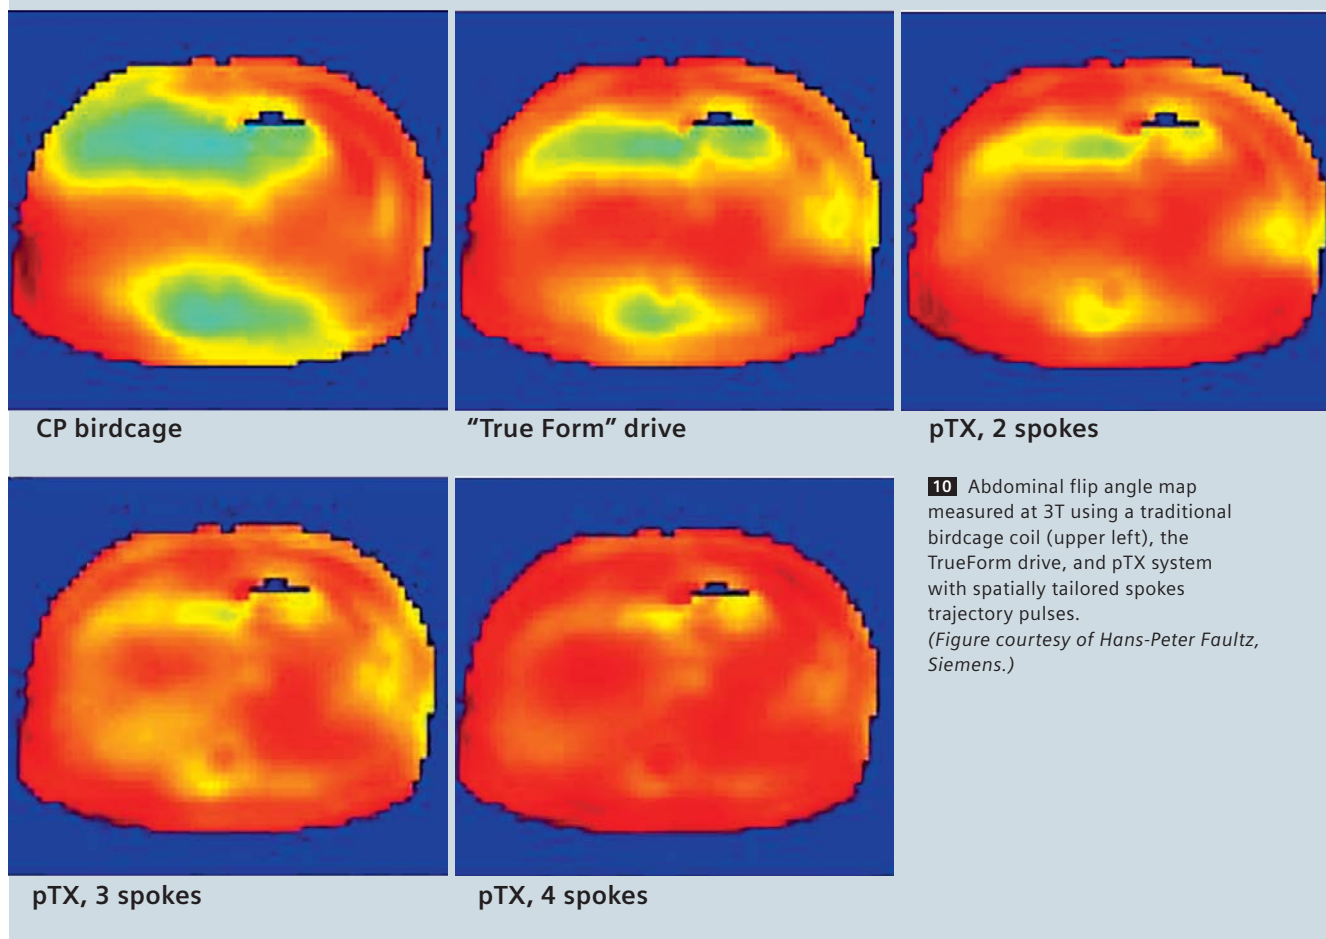 CP birdcage
“True Form” drive
pTX, 2 spokes
10 Abdominal flip angle map
measured at 3T using a traditional
birdcage coil (upper left), the
TrueForm drive, and pTX system
with spatially tailored spokes
trajectory pulses.
(Figure courtesy of Hans-Peter Faultz,
Siemens.)
pTX, 3 spokes
pTX, 4 spokes